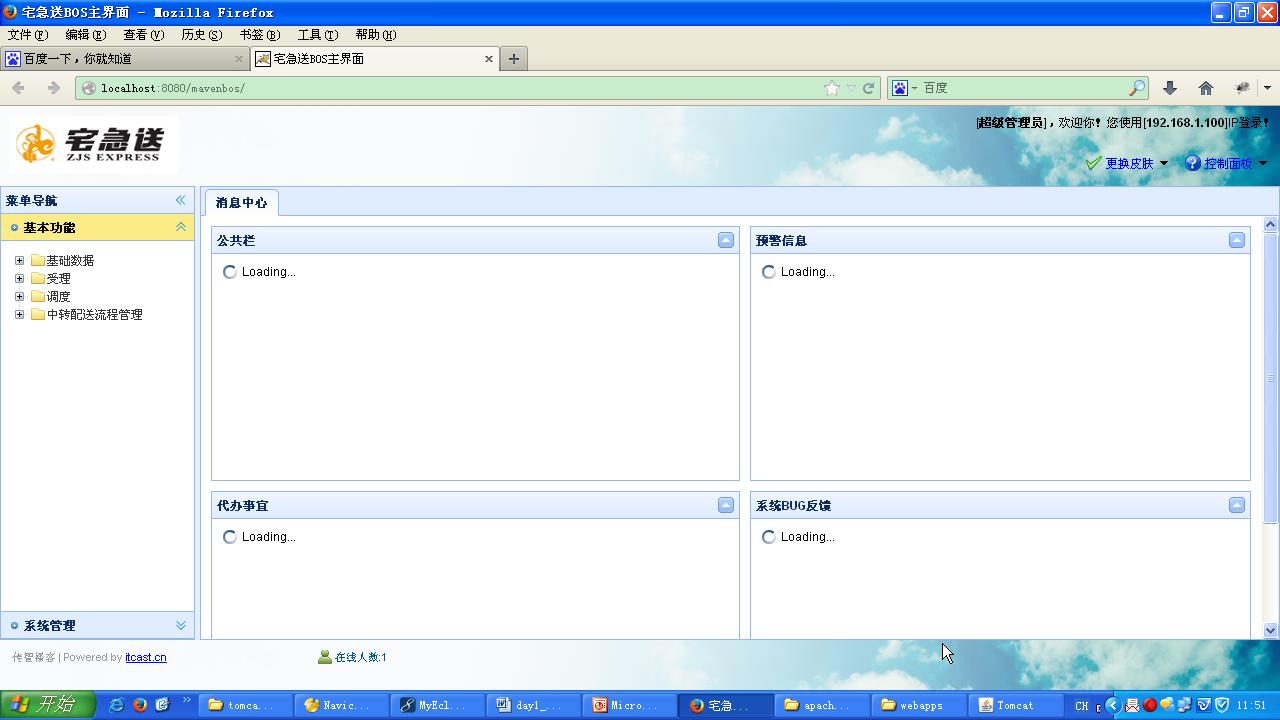 宅急送BOS主界面 - Mozilla Firefox
文件(F) 编辑(E) 查看(V) 历史(S) 书签(B) 工具(T) 帮助(H)
百度一下，你就知道
宅急送BOS主界面
localhost:8080/mavenbos/
百度
宅急送
ZJS EXPRESS
[超级管理员]，欢迎你！您使用[192.168.1.100]IP登录！
更换皮肤
控制面板
菜单导航
基本功能
基础数据
受理
调度
中转配送流程管理
系统管理
消息中心
公共栏
Loading...
预警信息
Loading...
代办事宜
Loading...
系统BUG反馈
Loading...
传智播客 | Powered by itcast.cn
在线人数:1
开始
tomca...
Navic...
MyEcl...
day1_...
Micro...
宅急...
apach...
webapps
Tomcat
CH
11:51